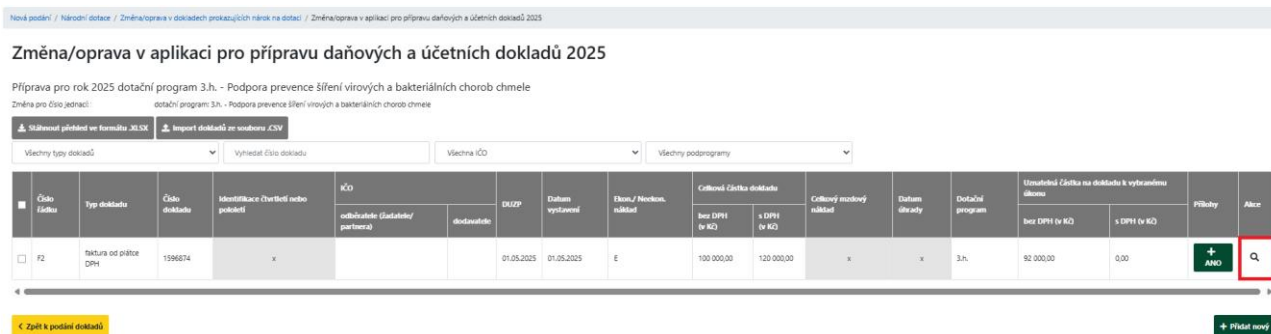 Nová podání / Národní dotace / Změna/oprava v dokladech prokazujících nárok na dotaci / Změna/oprava v aplikaci pro přípravu daňových a účetních dokladů 2025
Změna/oprava v aplikaci pro přípravu daňových a účetních dokladů 2025
Příprava pro rok 2025 dotační program 3.h. - Podpora prevence šíření virových a bakteriálních chorob chmele
Změna pro číslo jednací: dotační program: 3.h. - Podpora prevence šíření virových a bakteriálních chorob chmele
Stáhnout přehled ve formátu .XLSX Import dokladů ze souboru .CSV
Všechny typy dokladů Vyhledat číslo dokladu Všechna IČO Všechny podprogramy
Číslo řádku Typ dokladu Číslo dokladu Identifikace čtvrtletí nebo pololetí IČO DUZP Datum vystavení Ekon./ Neekon. náklad Celková částka dokladu Celkový mzdový náklad Datum úhrady Dotační program Uznatelná částka na dokladu k vybranému úkonu Přílohy Akce
odběratele (žadatele/ partnera) dodavatele bez DPH (v Kč) s DPH (v Kč) bez DPH (v Kč) s DPH (v Kč)
F2 faktura od plátce DPH 1596874 x 01.05.2025 01.05.2025 E 100 000,00 120 000,00 x x 3.h. 92 000,00 0,00 + ANO
< Zpět k podání dokladů + Přidat nový